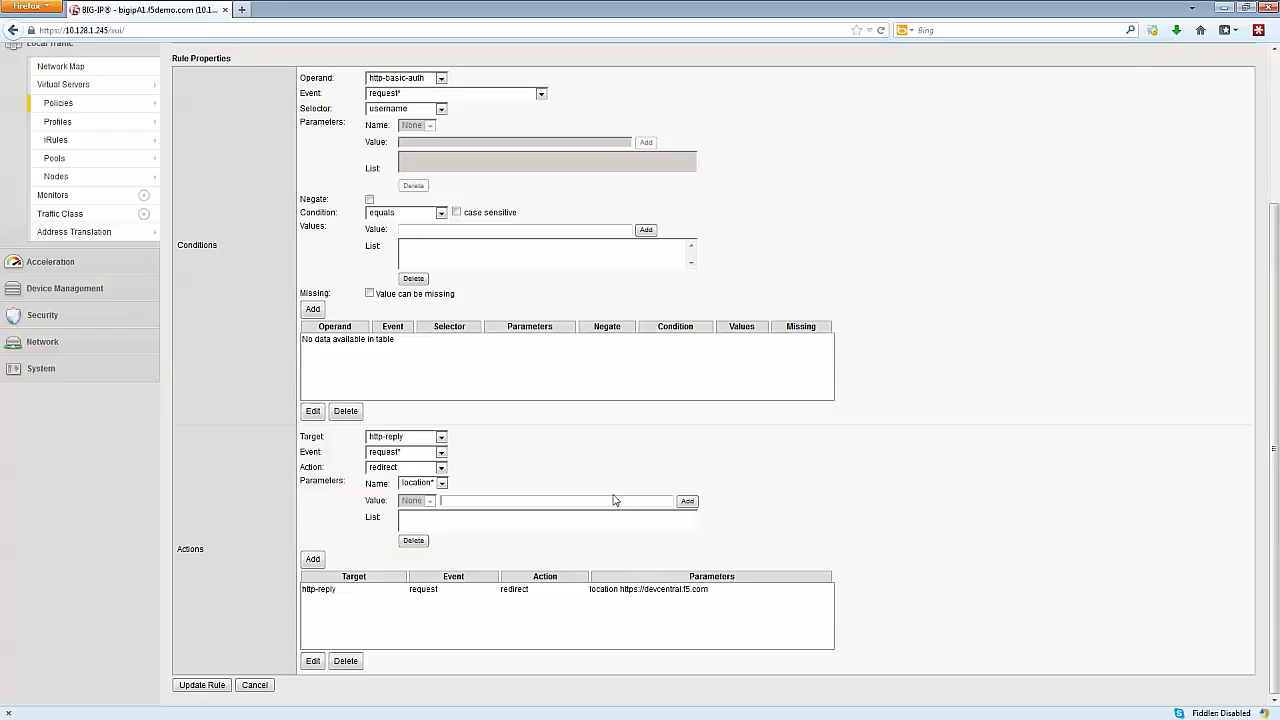 Firefox
BIG-IP® - bigipA1.f5demo.com (10.1...
https://10.128.1.245/xui/
Bing
Local Traffic
Network Map
Virtual Servers
Policies
Profiles
iRules
Pools
Nodes
Monitors
Traffic Class
Address Translation
Acceleration
Device Management
Security
Network
System
Rule Properties
Conditions
Operand: http-basic-auth
Event: request*
Selector: username
Parameters: Name: None
Value: Add
List:
Delete
Negate:
Condition: equals case sensitive
Values: Value: Add
List:
Delete
Missing: Value can be missing
Add
Operand Event Selector Parameters Negate Condition Values Missing
No data available in table
Edit Delete
Actions
Target: http-reply
Event: request*
Action: redirect
Parameters: Name: location*
Value: None Add
List:
Delete
Add
Target Event Action Parameters
http-reply request redirect location https://devcentral.f5.com
Edit Delete
Update Rule Cancel
Fiddler: Disabled